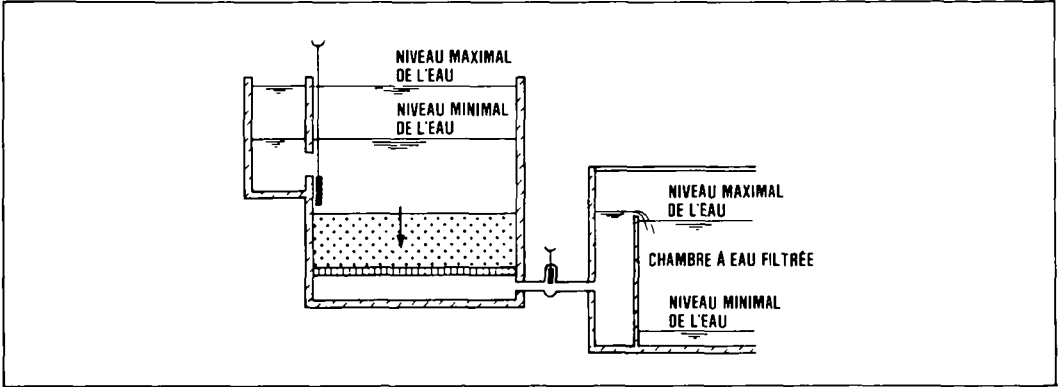 NIVEAU MAXIMAL
DE L'EAU
NIVEAU MINIMAL
DE L'EAU
NIVEAU MAXIMAL
DE L'EAU
CHAMBRE À EAU FILTRÉE
NIVEAU MINIMAL
DE L'EAU